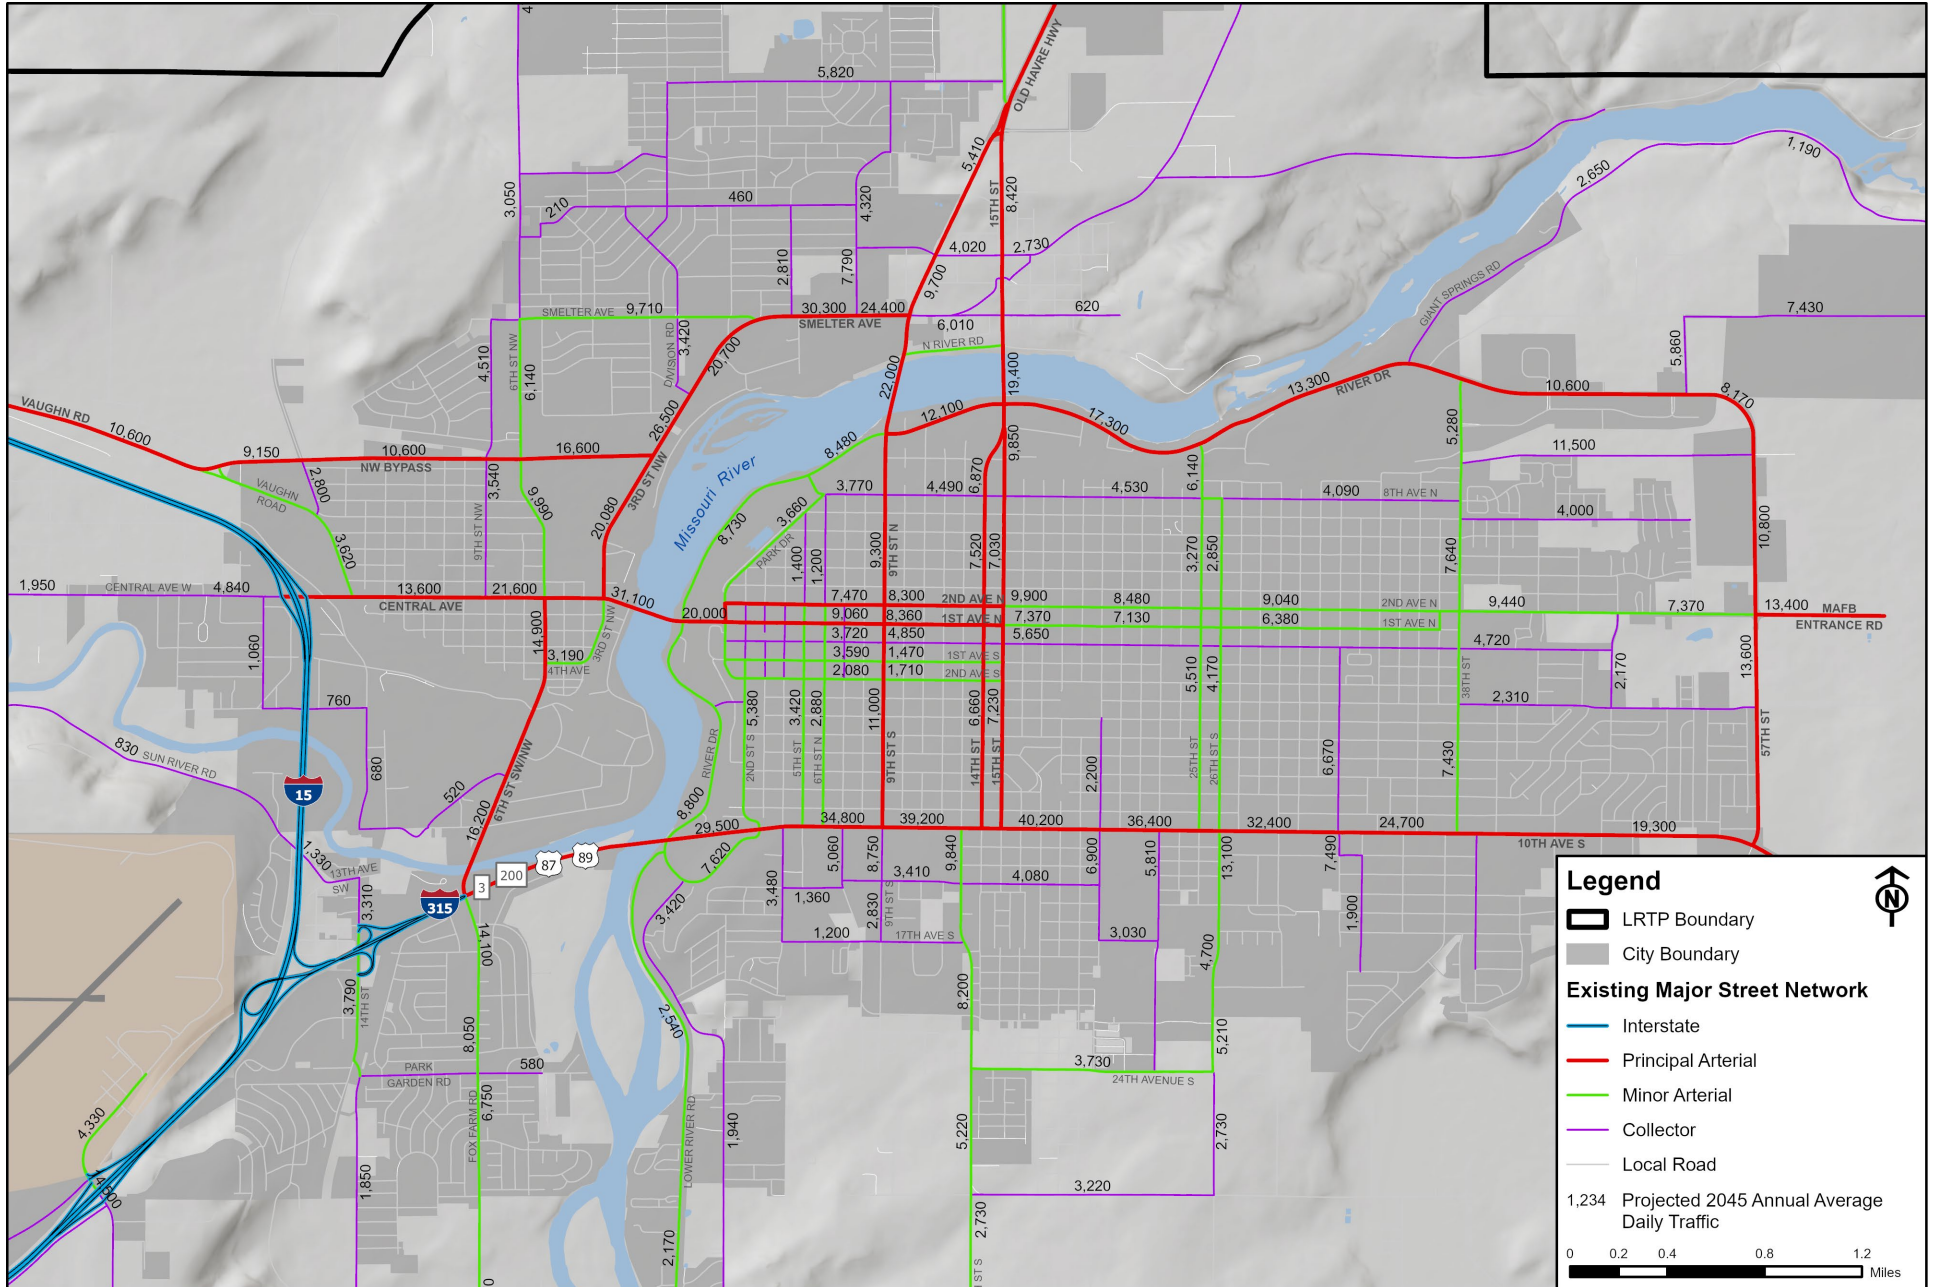 4
OLD HAVRE HWY
5,820
5,410
15TH ST
8,420
3,050
210
460
4,320
2,810
7,790
4,020
2,730
9,700
2,650
1,190
GIANT SPRINGS RD
SMELTER AVE
9,710
30,300
24,400
SMELTER AVE
6,010
620
7,430
5,860
N RIVER RD
DIVISION RD
3,420
20,700
4,510
6TH ST NW
6,140
22,000
19,400
12,100
17,300
13,300
RIVER DR
10,600
8,170
VAUGHN RD
10,600
9,150
10,600
NW BYPASS
16,600
26,500
3RD ST NW
20,080
Missouri River
8,480
9,850
5,280
11,500
VAUGHN
ROAD
2,800
3,540
9,990
9TH ST NW
3,620
8,730
3,660
PARK DR
3,770
4,490
6,870
4,530
6,140
4,090
8TH AVE N
4,000
10,800
1,400
1,200
9,300
9TH ST N
7,520
7,030
3,270
2,850
7,640
1,950
CENTRAL AVE W
4,840
13,600
CENTRAL AVE
21,600
31,100
20,000
7,470
8,300
2ND AVE N
9,900
8,480
9,040
2ND AVE N
9,440
7,370
13,400
MAFB
ENTRANCE RD
9,060
8,360
1ST AVE N
7,370
7,130
6,380
1ST AVE N
3,720
4,850
5,650
4,720
3,590
1,470
1ST AVE S
2,080
1,710
2ND AVE S
14,900
3,190
4TH AVE
3RD ST NW
1,060
760
680
5,380
3,420
2,880
11,000
6,660
7,230
5,510
4,170
38TH ST
2,310
2,170
13,600
57TH ST
830
SUN RIVER RD
15
520
16,200
6TH ST SW/NW
RIVER DR
8,800
2ND ST S
5TH ST
6TH ST N
9TH ST S
14TH ST
15TH ST
2,200
25TH ST
26TH ST S
6,670
7,430
29,500
34,800
39,200
40,200
36,400
32,400
24,700
19,300
10TH AVE S
1,330
13TH AVE
SW
3,310
315
3
200
87
89
7,620
3,420
3,480
5,060
8,750
9,840
3,410
4,080
6,900
5,810
13,100
7,490
1,360
2,830
9TH ST S
1,200
17TH AVE S
3,030
1,900
4,700
14,100
3,790
14TH ST
8,050
2,540
8,200
5,210
PARK
GARDEN RD
580
3,730
24TH AVENUE S
4,330
14,600
FOX FARM RD
6,750
LOWER RIVER RD
1,940
5,220
2,730
1,850
3,220
2,170
2,730
ST S
0
Legend
N
LRTP Boundary
City Boundary
Existing Major Street Network
Interstate
Principal Arterial
Minor Arterial
Collector
Local Road
1,234 Projected 2045 Annual Average
Daily Traffic
0 0.2 0.4 0.8 1.2
Miles